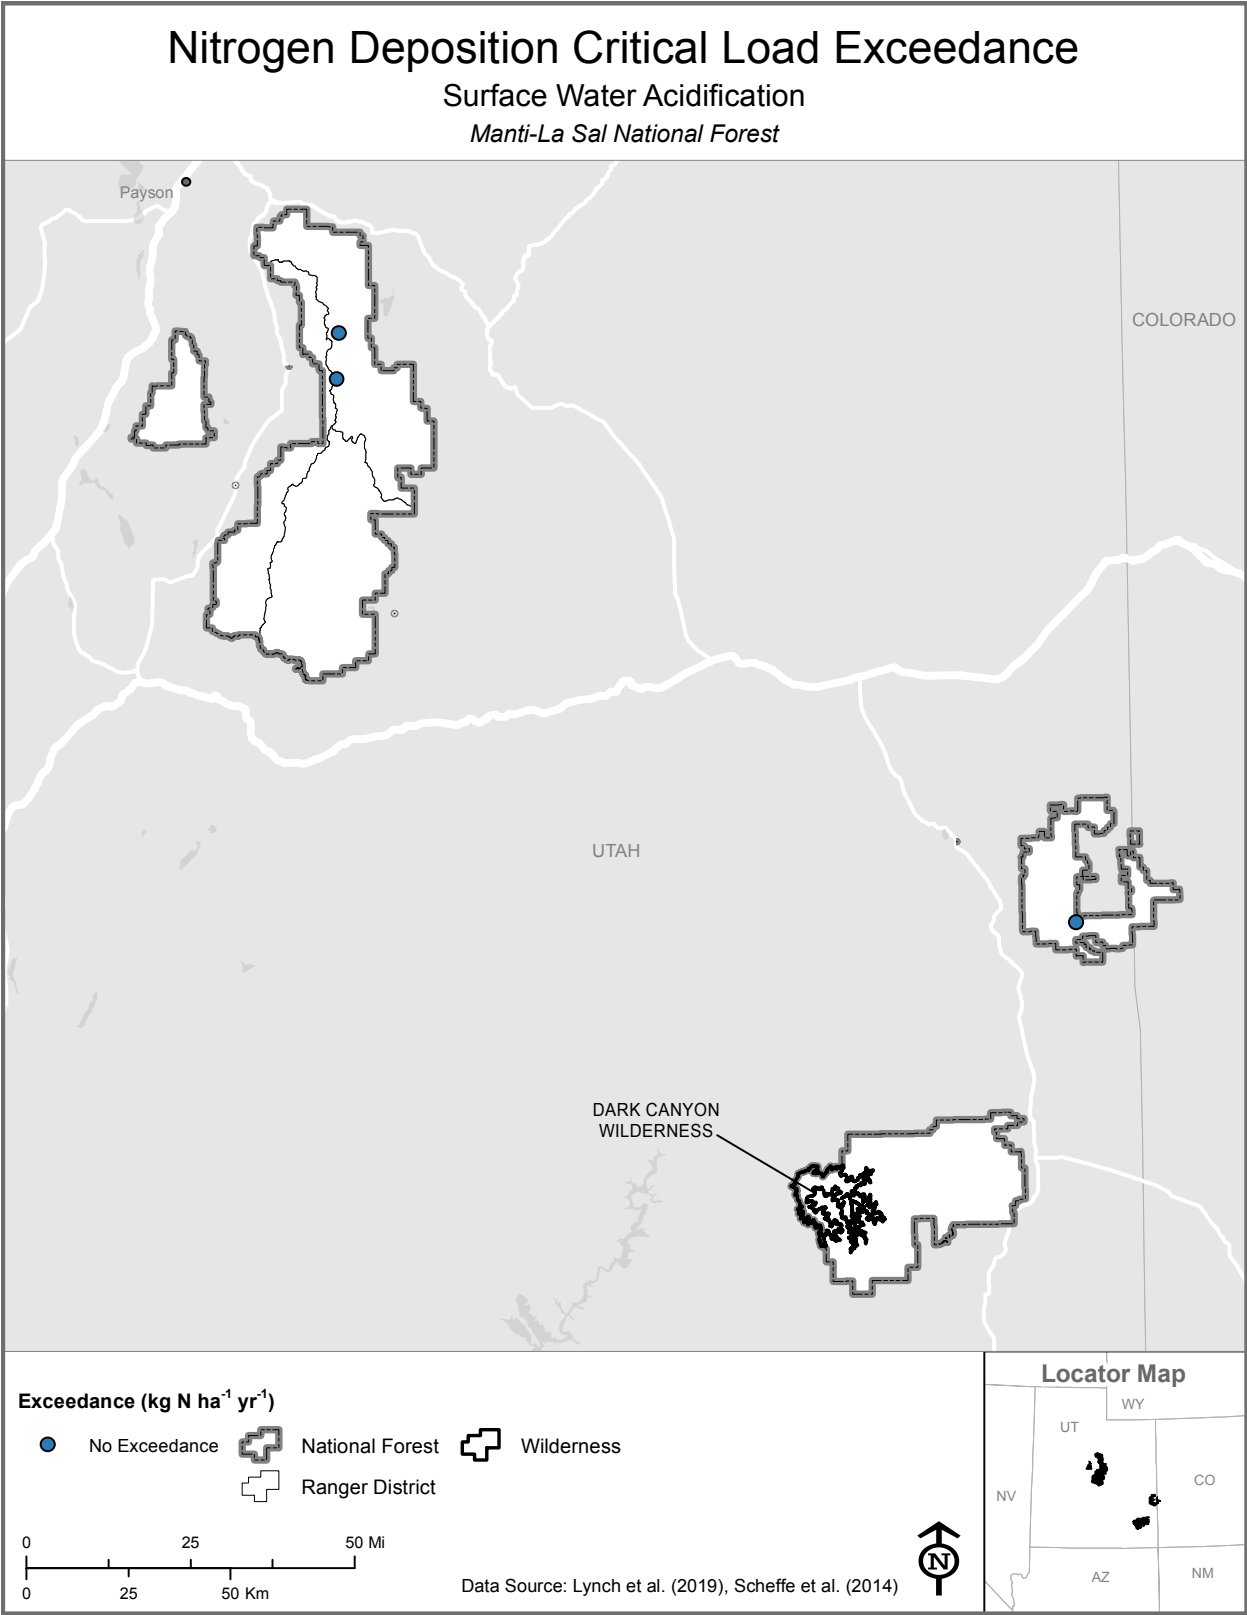 Nitrogen Deposition Critical Load Exceedance
Surface Water Acidification
Manti-La Sal National Forest
Payson
COLORADO
UTAH
DARK CANYON
WILDERNESS
Exceedance (kg N ha⁻¹ yr⁻¹)
No Exceedance
National Forest
Wilderness
Ranger District
0 25 50 Mi
0 25 50 Km
N
Data Source: Lynch et al. (2019), Scheffe et al. (2014)
Locator Map
WY
UT
CO
NV
AZ
NM